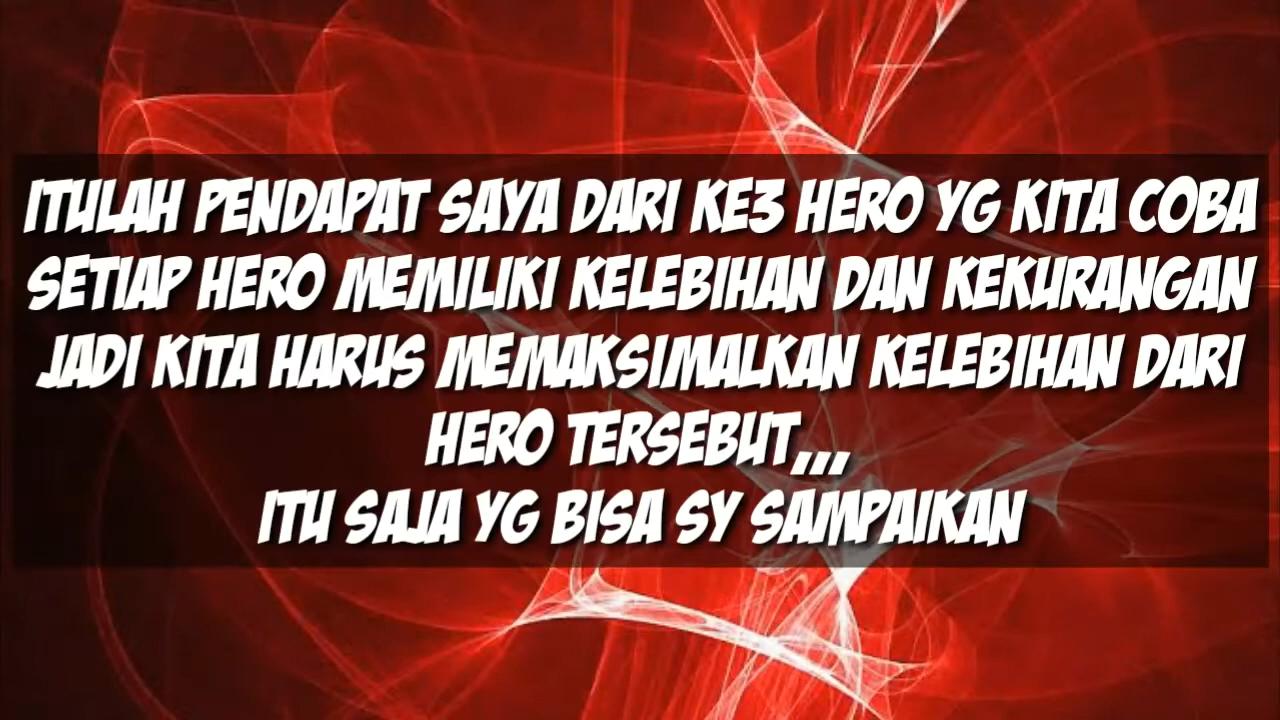 ITULAH PENDAPAT SAYA DARI KE3 HERO YG KITA COBA
SETIAP HERO MEMILIKI KELEBIHAN DAN KEKURANGAN
JADI KITA HARUS MEMAKSIMALKAN KELEBIHAN DARI
HERO TERSEBUT,,,
ITU SAJA YG BISA SY SAMPAIKAN